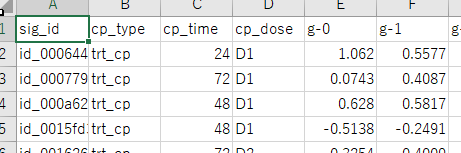 A B C D E F
1 sig_id cp_type cp_time cp_dose g-0 g-1 g-
2 id_000644 trt_cp 24 D1 1.062 0.5577
3 id_000779 trt_cp 72 D1 0.0743 0.4087
4 id_000a62 trt_cp 48 D1 0.628 0.5817
5 id_0015fd trt_cp 48 D1 -0.5138 -0.2491